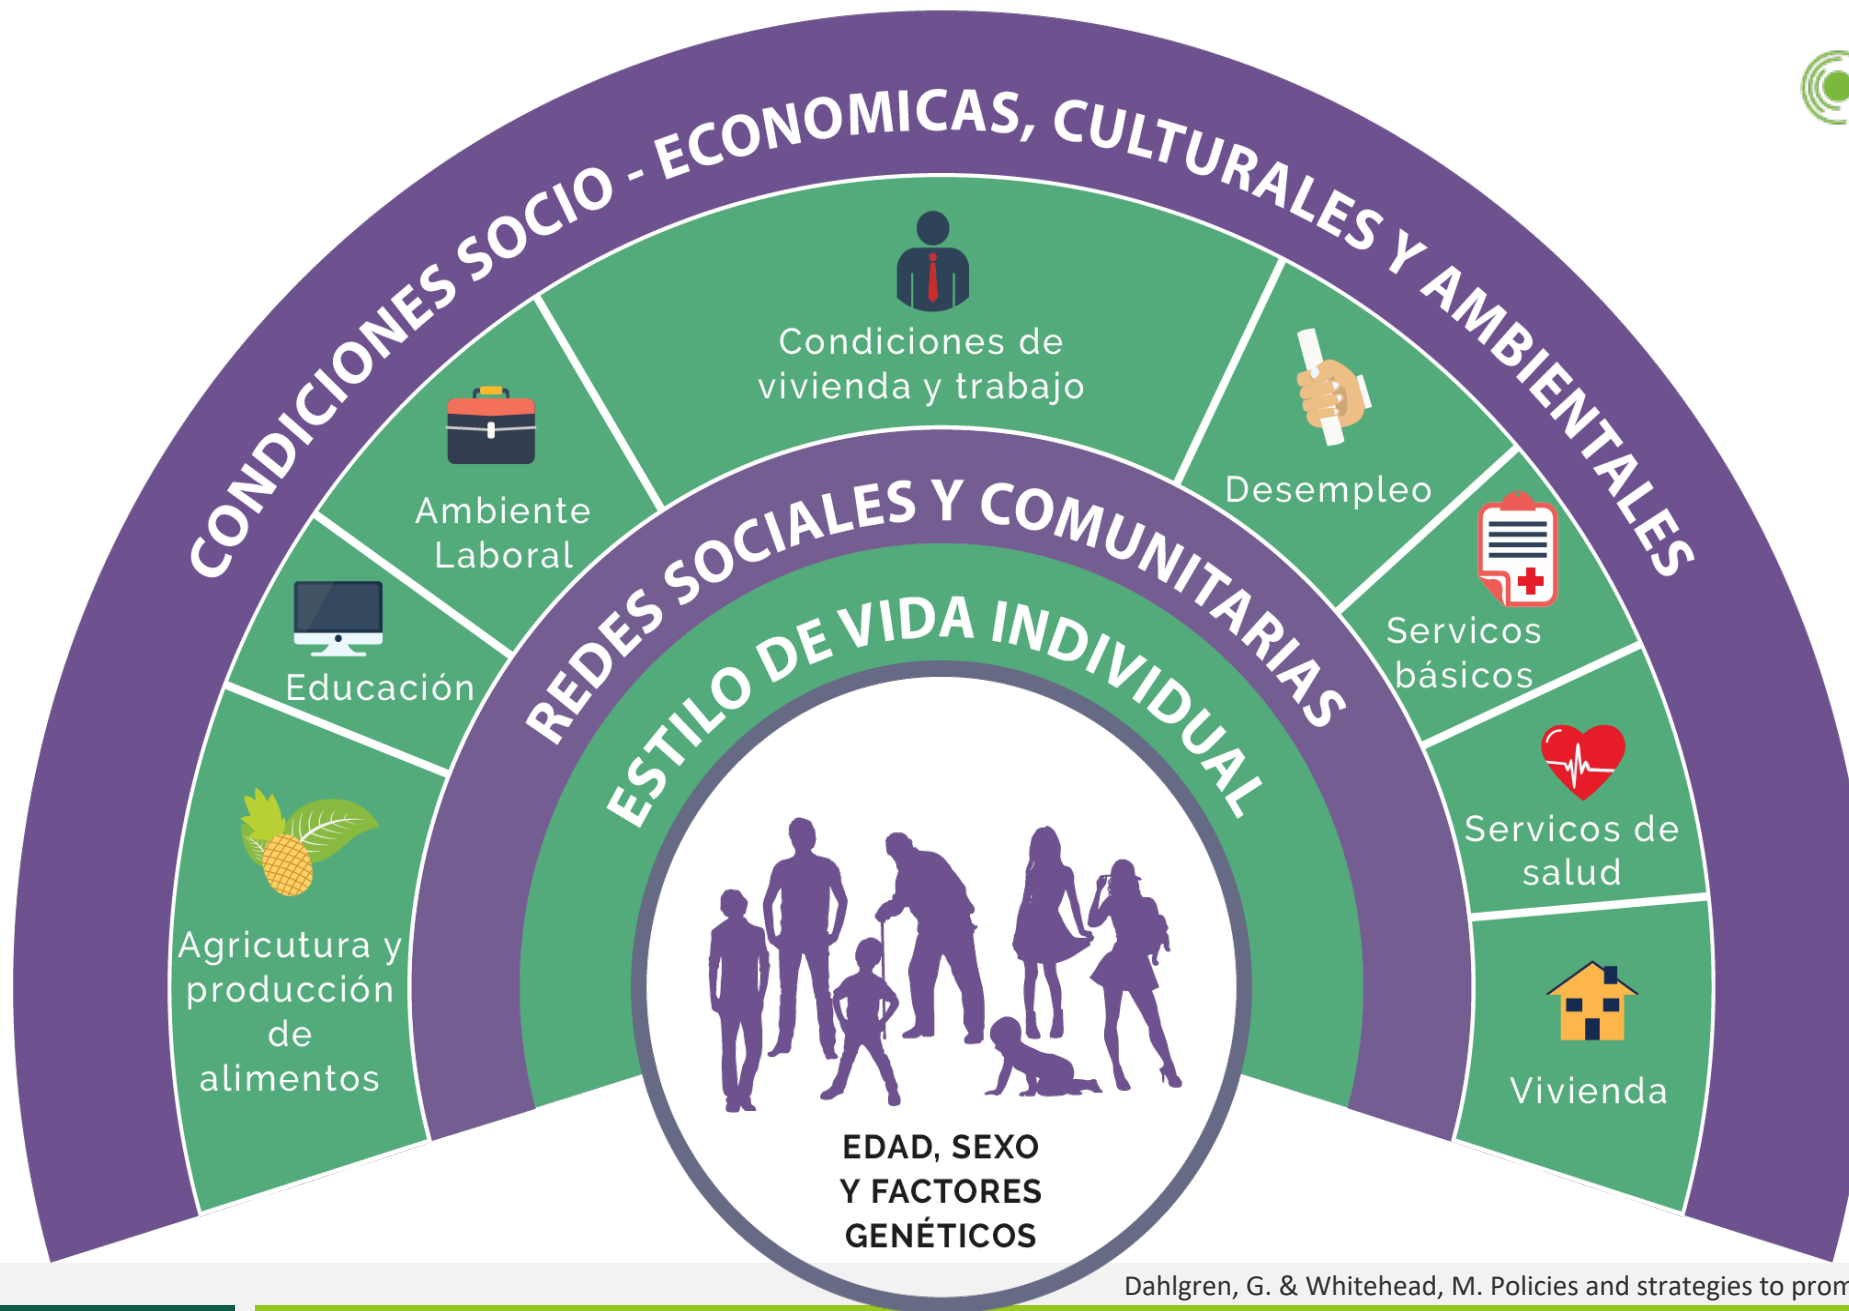 CONDICIONES SOCIO - ECONOMICAS, CULTURALES Y AMBIENTALES
Condiciones de
vivienda y trabajo
Ambiente
Laboral
Desempleo
Educación
Servicos
básicos
Agricutura y
producción
de
alimentos
Servicos de
salud
Vivienda
REDES SOCIALES Y COMUNITARIAS
ESTILO DE VIDA INDIVIDUAL
EDAD, SEXO
Y FACTORES
GENÉTICOS
Dahlgren, G. & Whitehead, M. Policies and strategies to prom